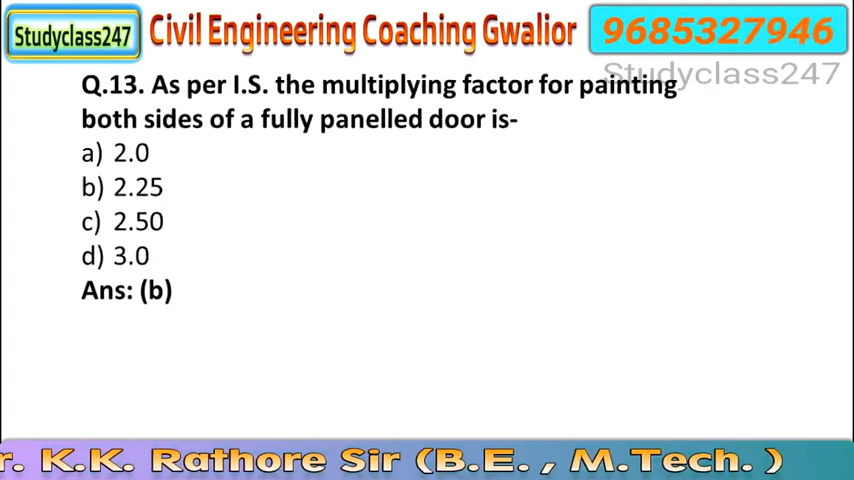 Studyclass247 Civil Engineering Coaching Gwalior 9685327946
Studyclass247
Q.13. As per I.S. the multiplying factor for painting
both sides of a fully panelled door is-
a) 2.0
b) 2.25
c) 2.50
d) 3.0
Ans: (b)
r. K.K. Rathore Sir (B.E. , M.Tech. )